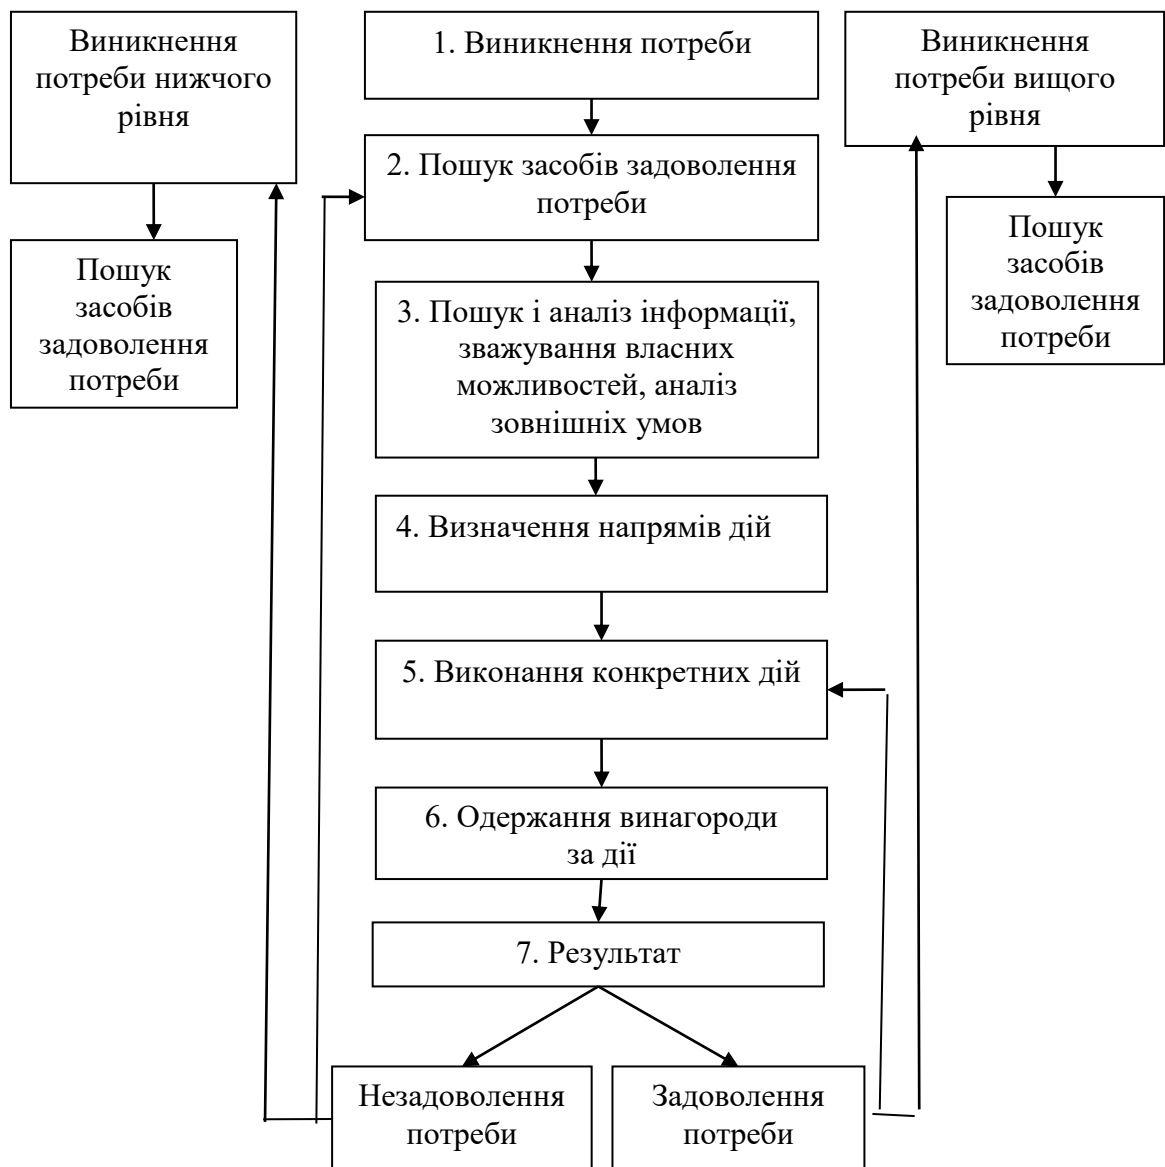 Виникнення
потреби нижчого
рівня
1. Виникнення потреби
Виникнення
потреби вищого
рівня
2. Пошук засобів задоволення
потреби
Пошук
засобів
задоволення
потреби
Пошук
засобів
задоволення
потреби
3. Пошук і аналіз інформації,
зважування власних
можливостей, аналіз
зовнішніх умов
4. Визначення напрямів дій
5. Виконання конкретних дій
6. Одержання винагороди
за дії
7. Результат
Незадоволення
потреби
Задоволення
потреби